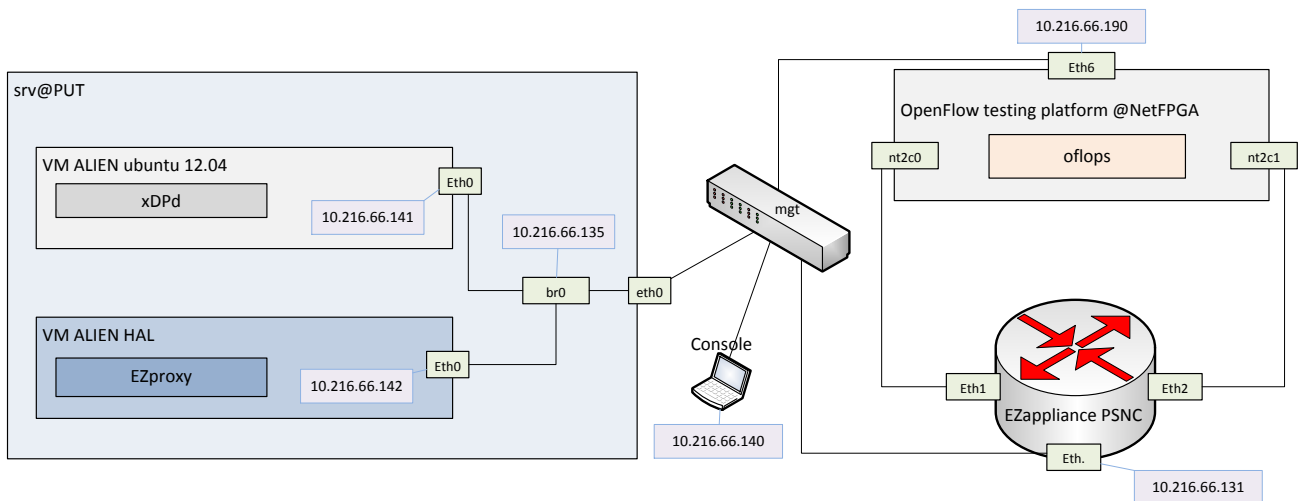 srv@PUT
VM ALIEN ubuntu 12.04
xDPd
Eth0
10.216.66.141
10.216.66.135
br0
eth0
VM ALIEN HAL
EZproxy
Eth0
10.216.66.142
mgt
Console
10.216.66.140
10.216.66.190
Eth6
OpenFlow testing platform @NetFPGA
nt2c0
oflops
nt2c1
Eth1
Eth2
EZappliance PSNC
Eth.
10.216.66.131